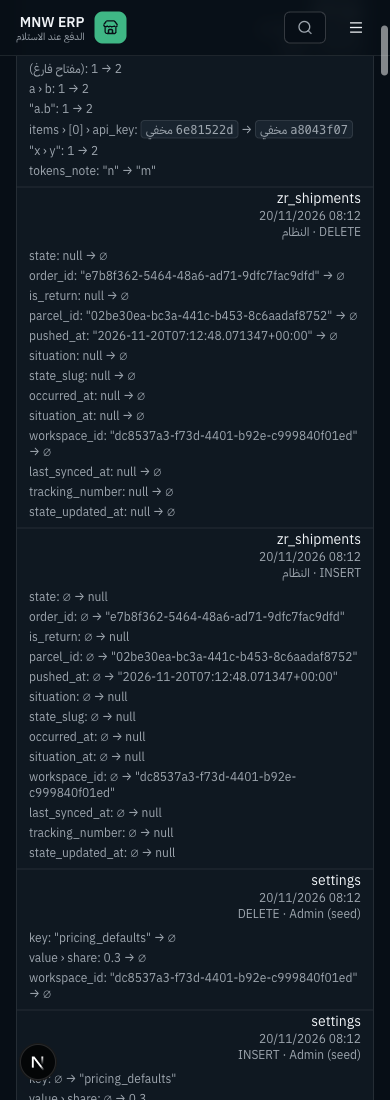 MNW ERP
الدفع عند الاستلام
(مفتاح فارغ): 1 → 2
a › b: 1 → 2
"a.b": 1 → 2
items › [0] › api_key: مخفي 6e81522d → مخفي a8043f07
"x › y": 1 → 2
tokens_note: "n" → "m"
zr_shipments
20/11/2026 08:12
النظام · DELETE
state: null → ∅
order_id: "e7b8f362-5464-48a6-ad71-9dfc7fac9dfd" → ∅
is_return: null → ∅
parcel_id: "02be30ea-bc3a-441c-b453-8c6aadaf8752" → ∅
pushed_at: "2026-11-20T07:12:48.071347+00:00" → ∅
situation: null → ∅
state_slug: null → ∅
occurred_at: null → ∅
situation_at: null → ∅
workspace_id: "dc8537a3-f73d-4401-b92e-c999840f01ed"
→ ∅
last_synced_at: null → ∅
tracking_number: null → ∅
state_updated_at: null → ∅
zr_shipments
20/11/2026 08:12
النظام · INSERT
state: ∅ → null
order_id: ∅ → "e7b8f362-5464-48a6-ad71-9dfc7fac9dfd"
is_return: ∅ → null
parcel_id: ∅ → "02be30ea-bc3a-441c-b453-8c6aadaf8752"
pushed_at: ∅ → "2026-11-20T07:12:48.071347+00:00"
situation: ∅ → null
state_slug: ∅ → null
occurred_at: ∅ → null
situation_at: ∅ → null
workspace_id: ∅ → "dc8537a3-f73d-4401-b92e-
c999840f01ed"
last_synced_at: ∅ → null
tracking_number: ∅ → null
state_updated_at: ∅ → null
settings
20/11/2026 08:12
DELETE · Admin (seed)
key: "pricing_defaults" → ∅
value › share: 0.3 → ∅
workspace_id: "dc8537a3-f73d-4401-b92e-c999840f01ed"
→ ∅
settings
20/11/2026 08:12
INSERT · Admin (seed)
N
key: ∅ → "pricing_defaults"
value › share: ∅ → 0.3